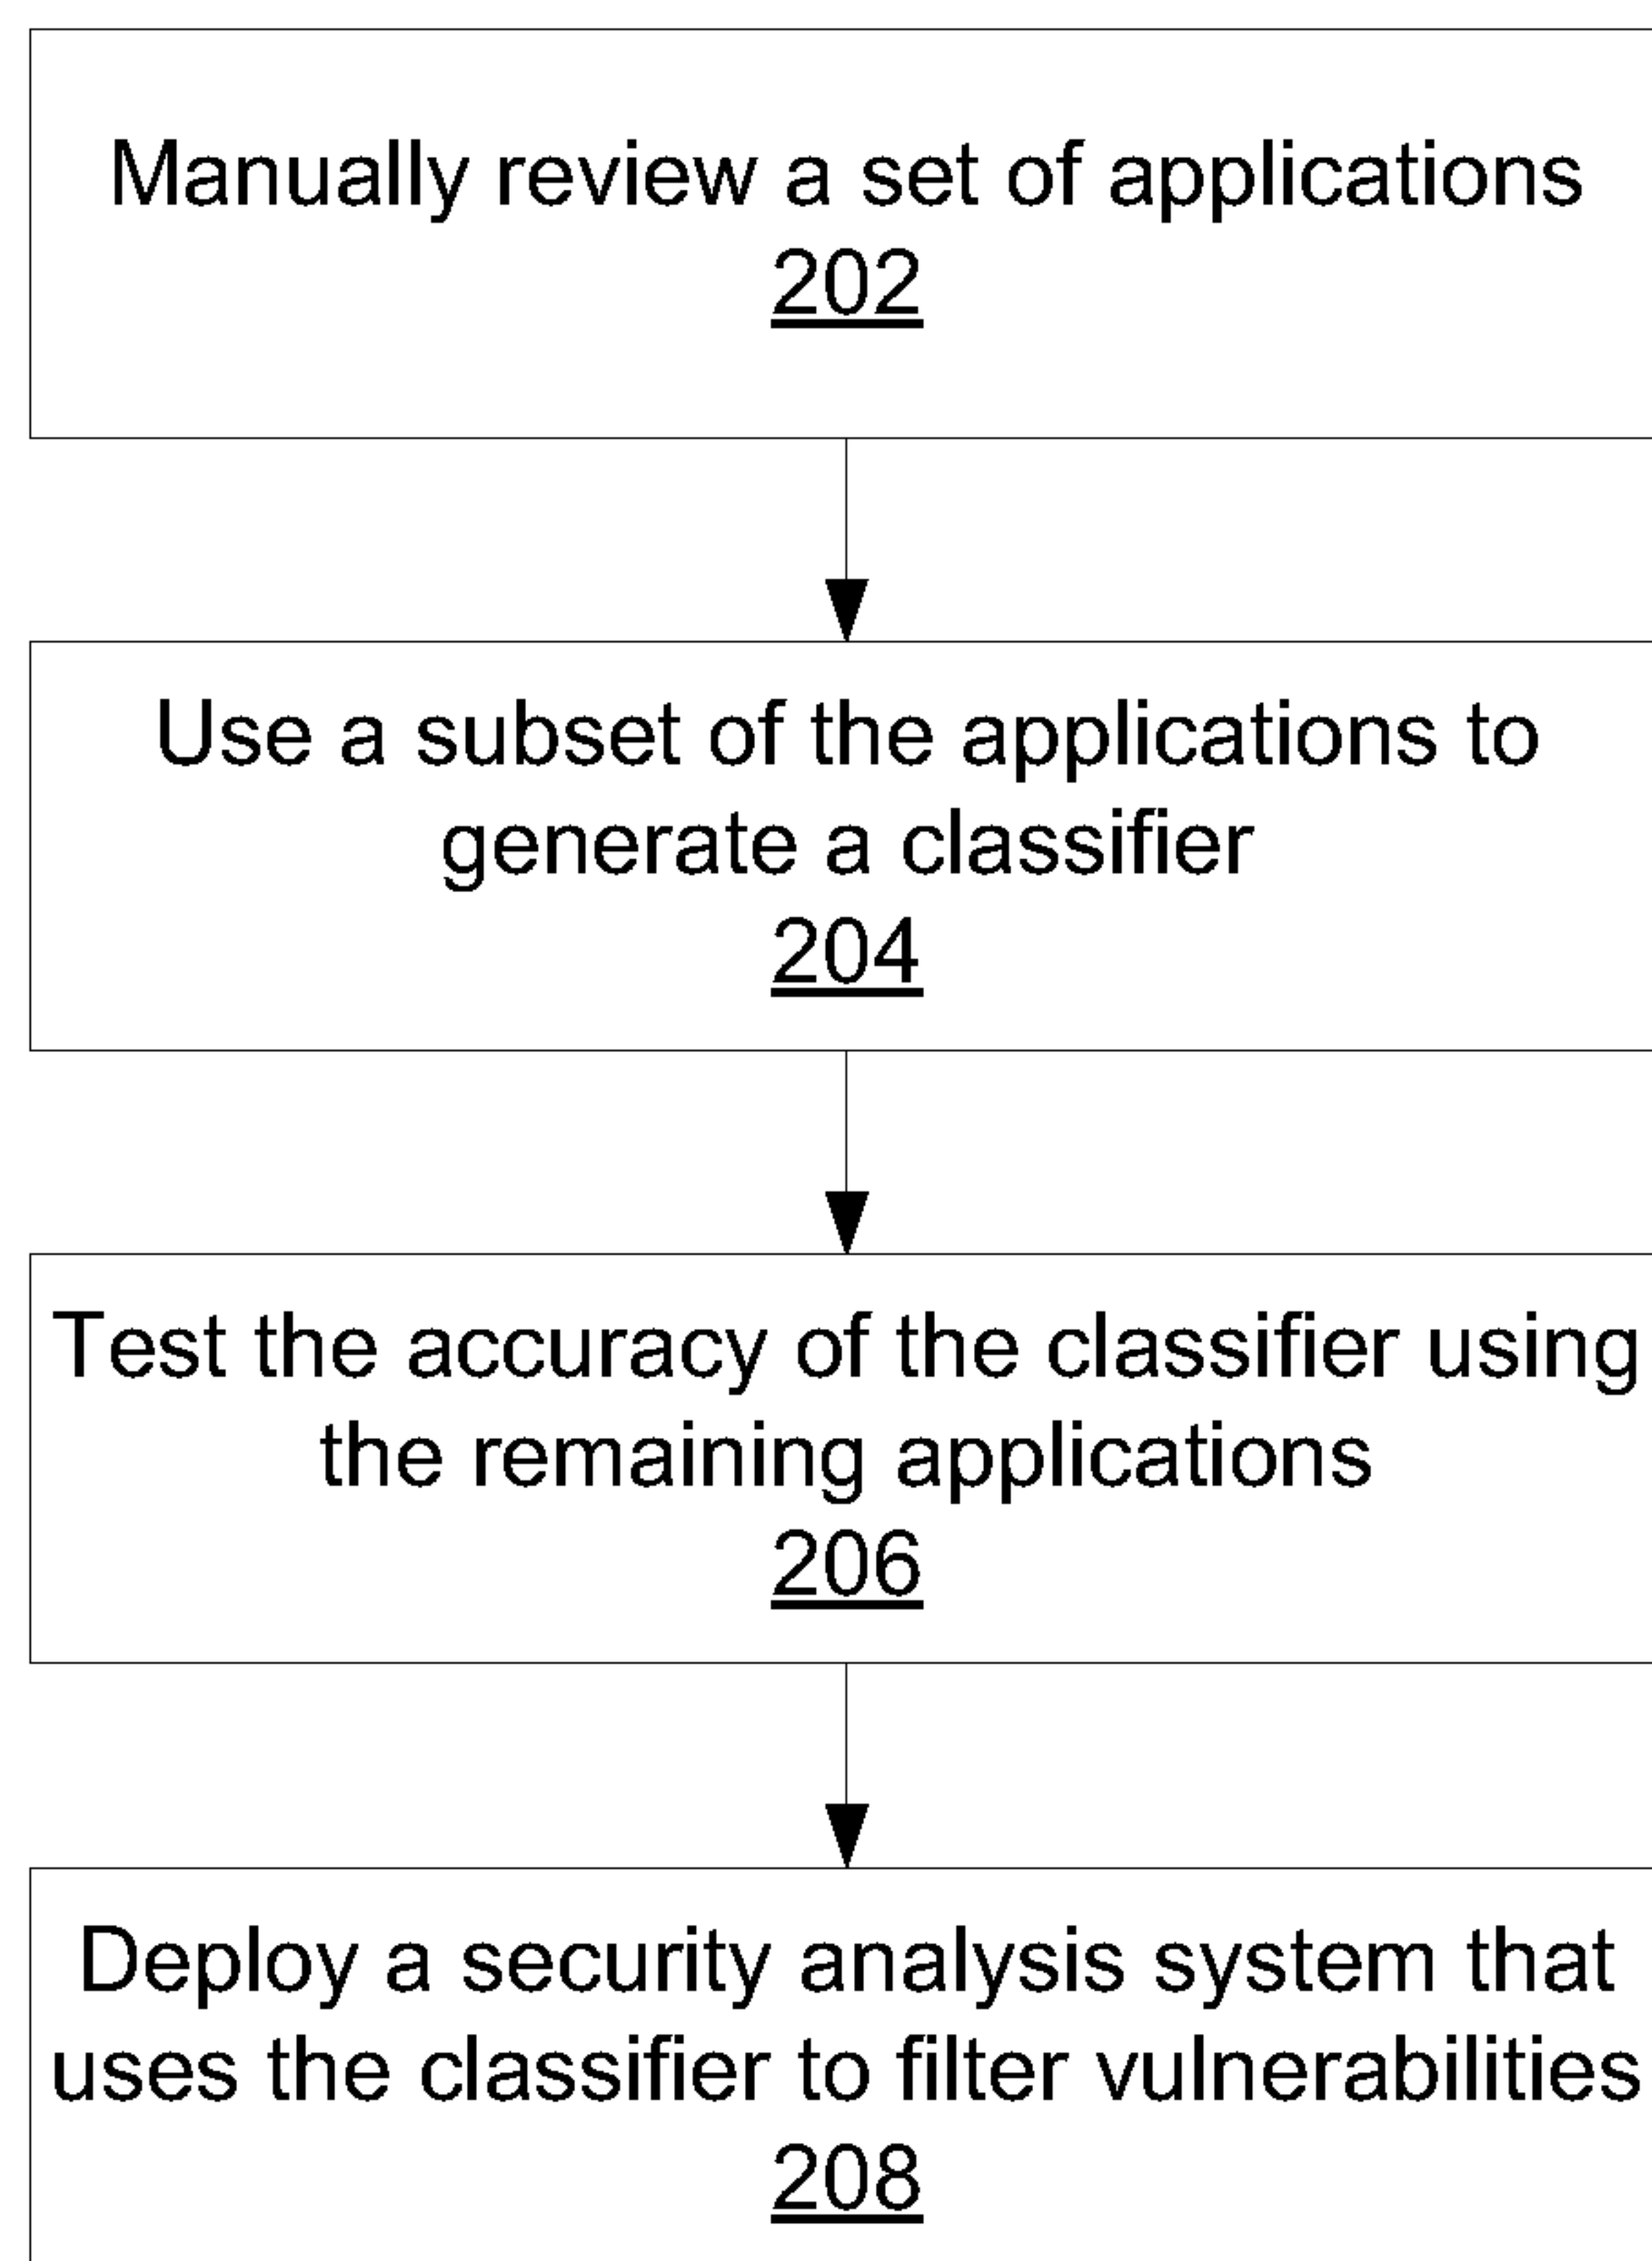 Manually review a set of applications
202
Use a subset of the applications to
generate a classifier
204
Test the accuracy of the classifier using
the remaining applications
206
Deploy a security analysis system that
uses the classifier to filter vulnerabilities
208